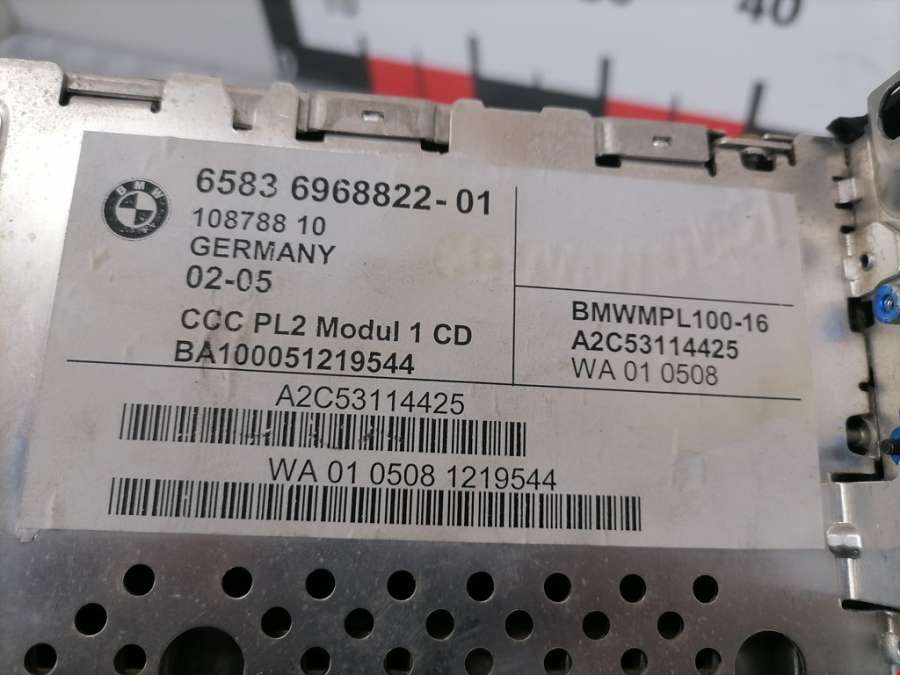 40
BMW
6583 6968822-01
108788 10
GERMANY
02-05
CCC PL2 Modul 1 CD
BA100051219544
BMWMPL100-16
A2C53114425
WA 01 0508
A2C53114425
WA 01 0508 1219544